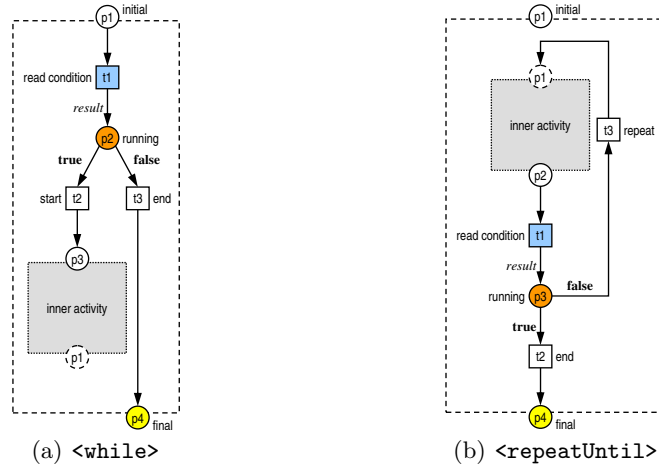 p1 initial
read condition t1
result
p2 running
true false
start t2 t3 end
p3
inner activity
p1
p4 final
(a) <while>
p1 initial
p1
inner activity
t3 repeat
p2
read condition t1
result
running p3 false
true
t2 end
p4 final
(b) <repeatUntil>